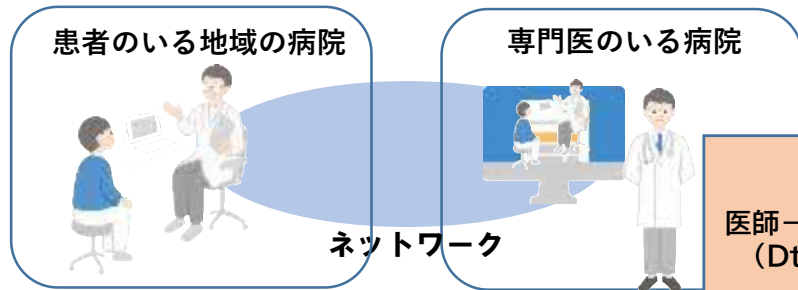 患者のいる地域の病院
専門医のいる病院
ネットワーク
医師－
（Dt